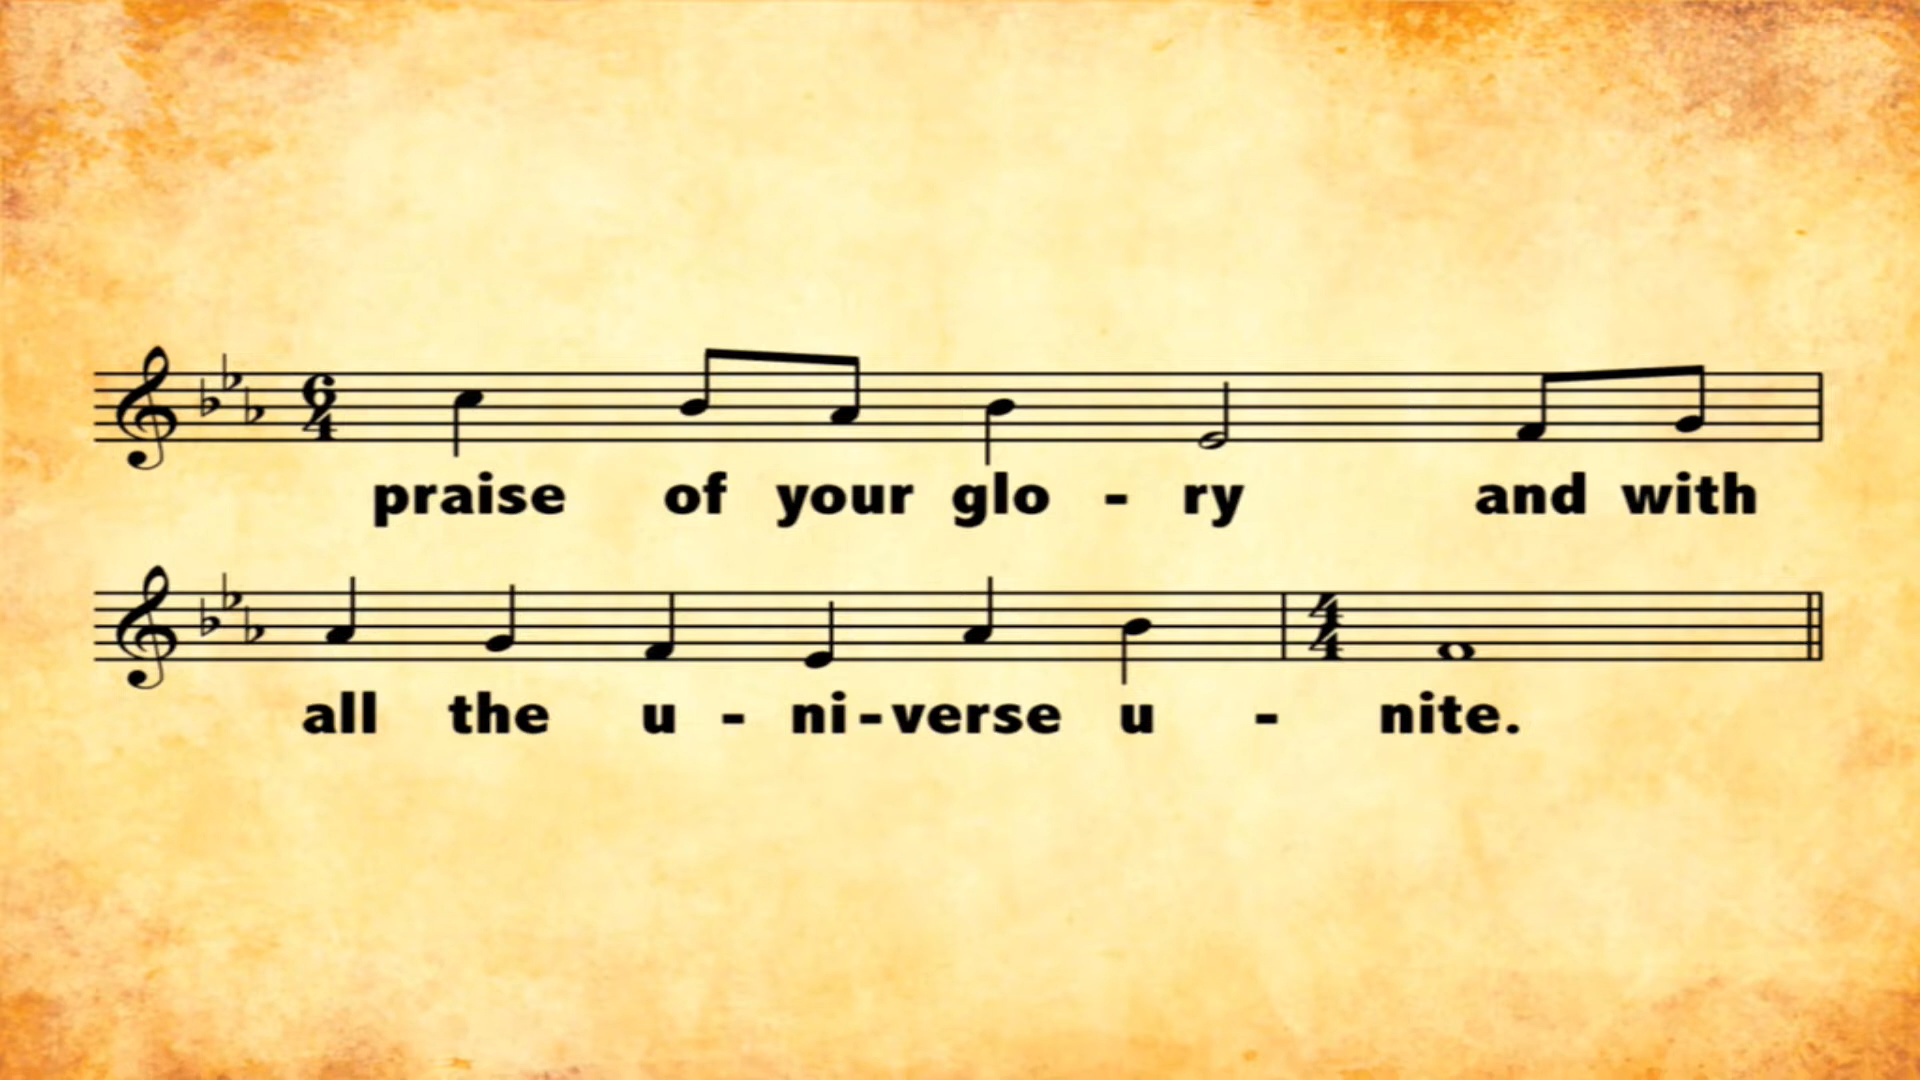 praise of your glo - ry and with
all the u - ni - verse u - nite.